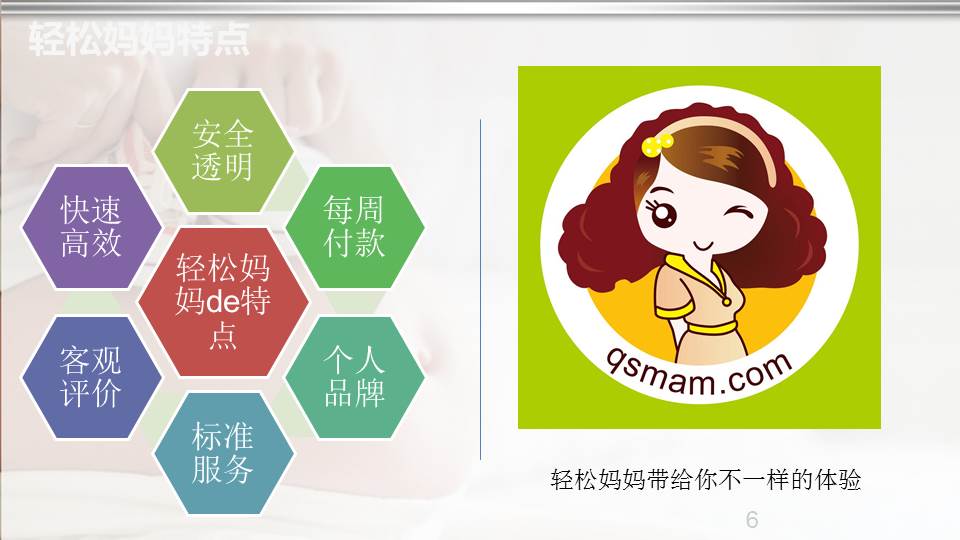 轻松妈妈特点
安全
透明
每周
付款
个人
品牌
标准
服务
客观
评价
快速
高效
轻松妈
妈de特
点
qsmam.com
轻松妈妈带给你不一样的体验
6